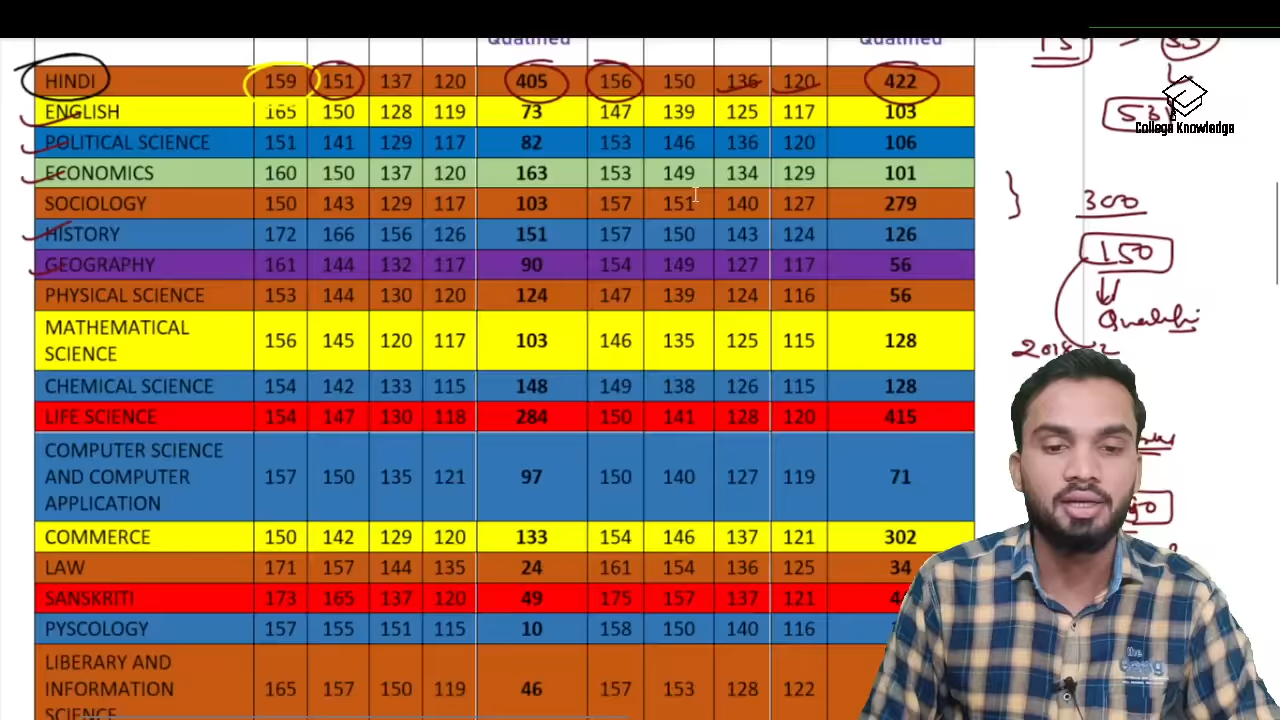 Qualified Qualified
HINDI 159 151 137 120 405 156 150 136 120 422
ENGLISH 165 150 128 119 73 147 139 125 117 103
POLITICAL SCIENCE 151 141 129 117 82 153 146 136 120 106
ECONOMICS 160 150 137 120 163 153 149 134 129 101
SOCIOLOGY 150 143 129 117 103 157 151 140 127 279
HISTORY 172 166 156 126 151 157 150 143 124 126
GEOGRAPHY 161 144 132 117 90 154 149 127 117 56
PHYSICAL SCIENCE 153 144 130 120 124 147 139 124 116 56
MATHEMATICAL
SCIENCE 156 145 120 117 103 146 135 125 115 128
CHEMICAL SCIENCE 154 142 133 115 148 149 138 126 115 128
LIFE SCIENCE 154 147 130 118 284 150 141 128 120 415
COMPUTER SCIENCE
AND COMPUTER 157 150 135 121 97 150 140 127 119 71
APPLICATION
COMMERCE 150 142 129 120 133 154 146 137 121 302
LAW 171 157 144 135 24 161 154 136 125 34
SANSKRITI 173 165 137 120 49 175 157 137 121
PYSCOLOGY 157 155 151 115 10 158 150 140 116
LIBERARY AND
INFORMATION 165 157 150 119 46 157 153 128 122
SCIENCE
53
College Knowledge
300
150
Qualifi
the